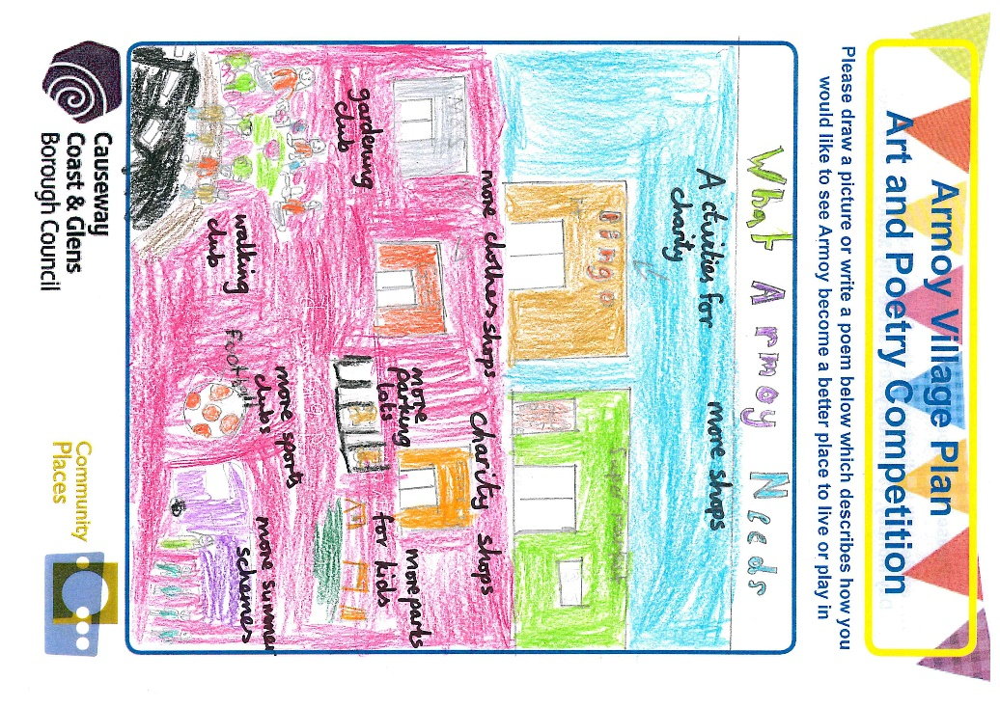 Armoy Village Plan
Art and Poetry Competition
Please draw a picture or write a poem below which describes how you
would like to see Armoy become a better place to live or play in
What Armoy Needs
Activities for
charity
more shops
Bingo
more clothes shops
charity shops
gardening
club
more
parking
lots
more parts
for kids
walking
club
football
more sports
clubs
more summer
schemes
Causeway
Coast & Glens
Borough Council
Community
Places